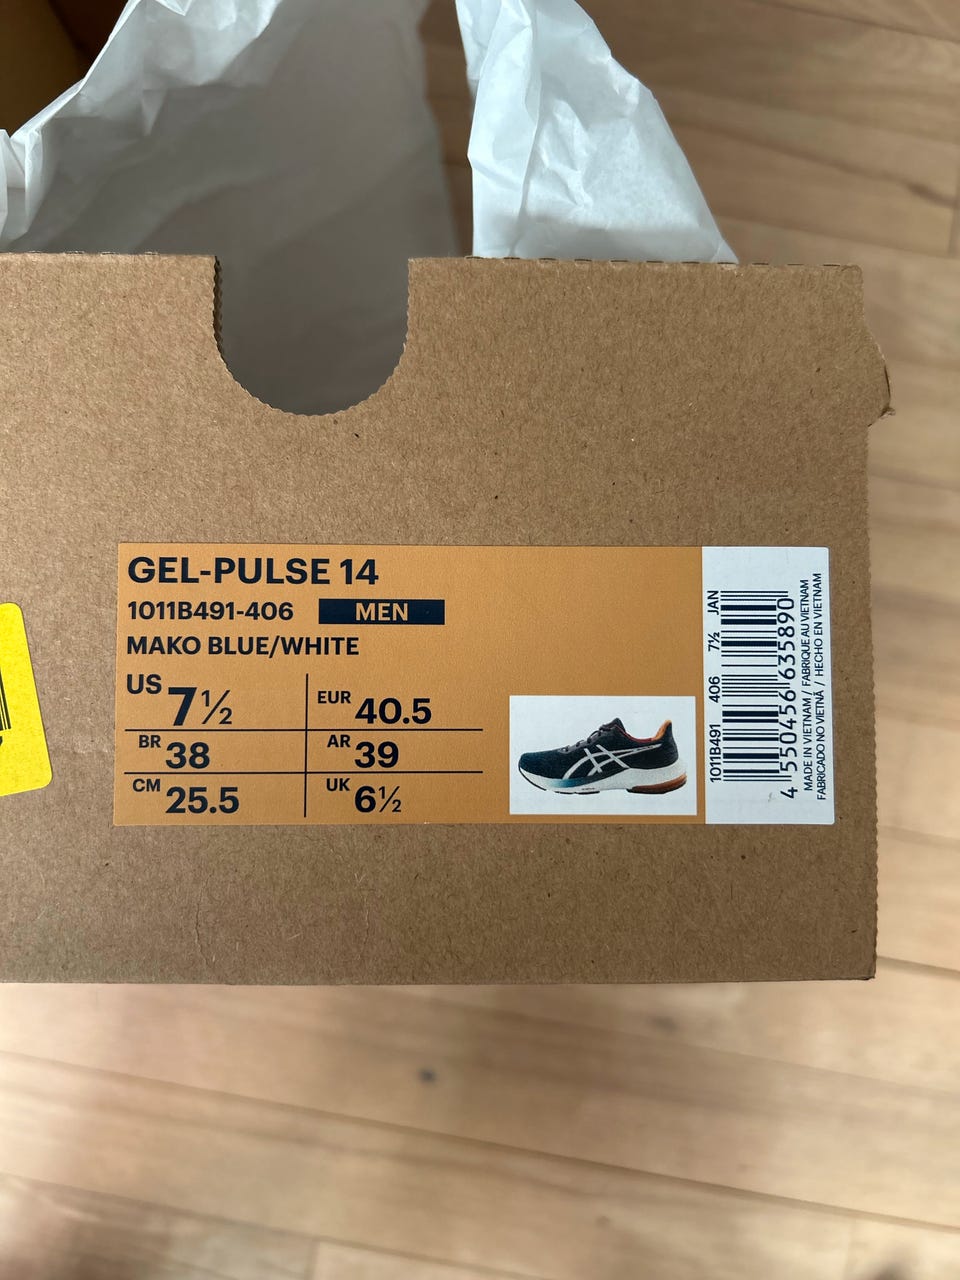 GEL-PULSE 14
1011B491-406 MEN
MAKO BLUE/WHITE
US 7½ EUR 40.5
BR 38 AR 39
CM 25.5 UK 6½
1011B491 406 7½ JAN
4 550456 635890
MADE IN VIETNAM / FABRIQUE AU VIETNAM
FABRICADO NO VIETNÃ / HECHO EN VIETNAM